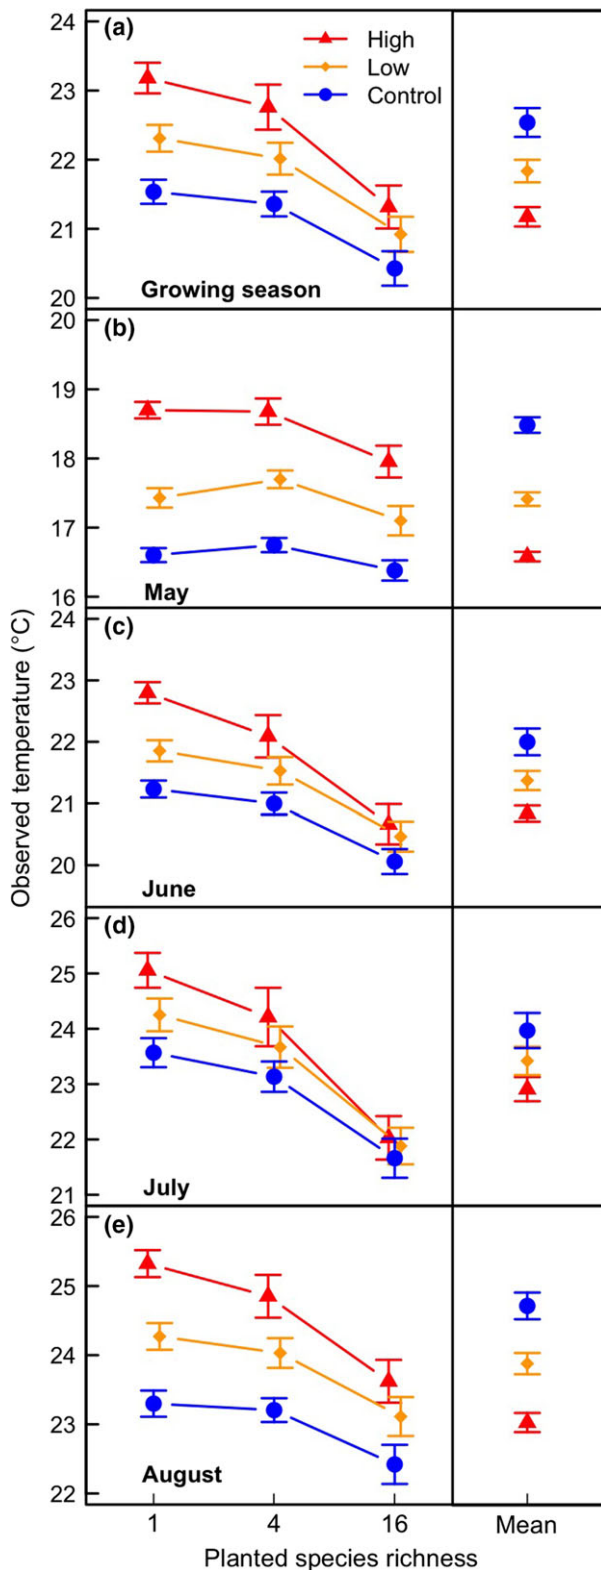 Observed temperature (°C)
(a)
High
Low
Control
24
23
22
21
20
Growing season
(b)
20
19
18
17
16
May
(c)
24
23
22
21
20
June
(d)
26
25
24
23
22
21
July
(e)
26
25
24
23
22
August
1 4 16 Mean
Planted species richness